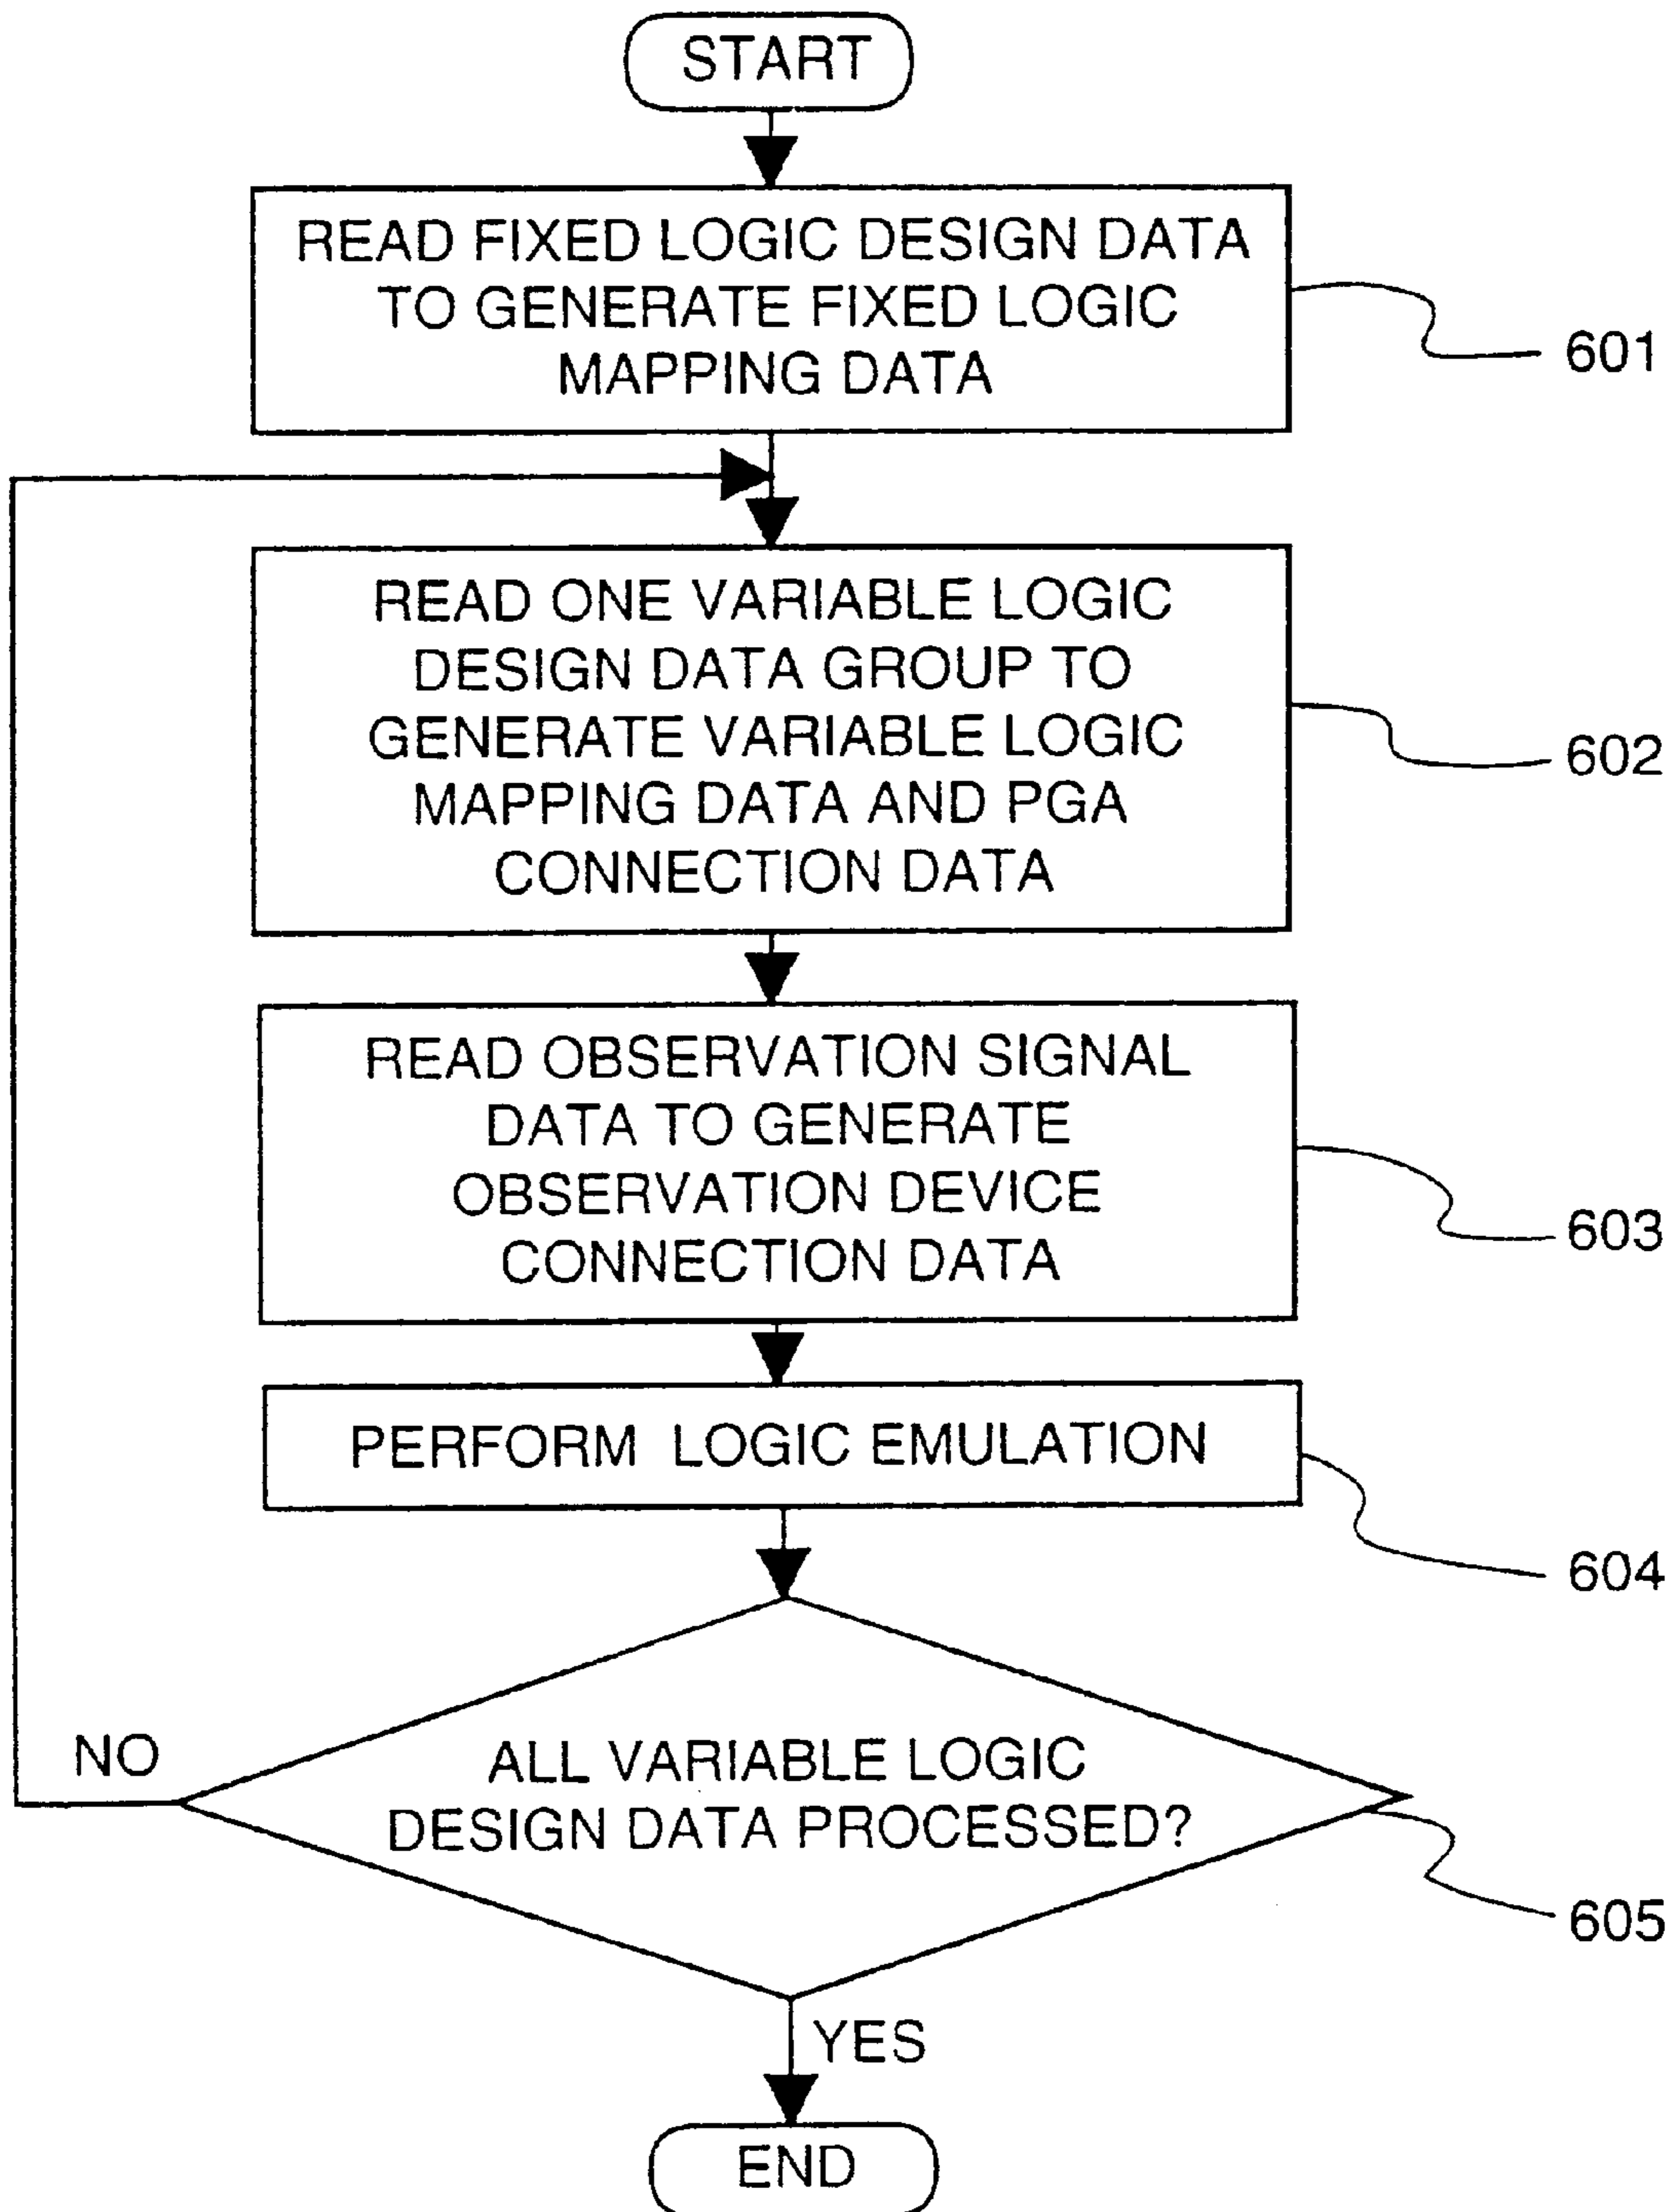 START
READ FIXED LOGIC DESIGN DATA
TO GENERATE FIXED LOGIC
MAPPING DATA
601
READ ONE VARIABLE LOGIC
DESIGN DATA GROUP TO
GENERATE VARIABLE LOGIC
MAPPING DATA AND PGA
CONNECTION DATA
602
READ OBSERVATION SIGNAL
DATA TO GENERATE
OBSERVATION DEVICE
CONNECTION DATA
603
PERFORM LOGIC EMULATION
604
NO
ALL VARIABLE LOGIC
DESIGN DATA PROCESSED?
605
YES
END